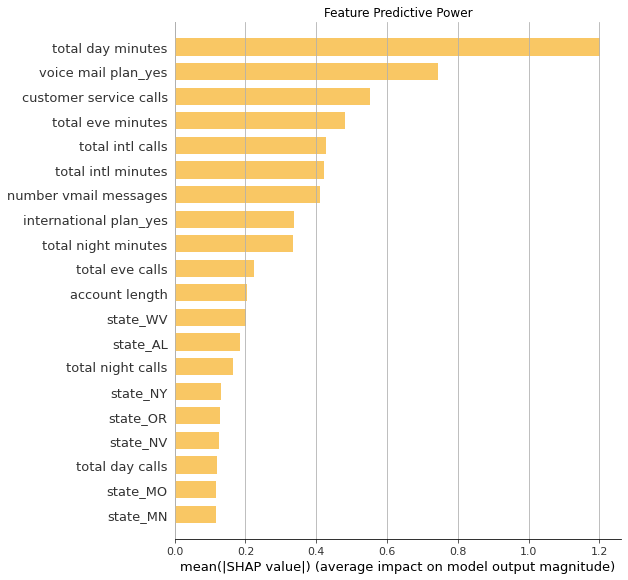 Feature Predictive Power
total day minutes
voice mail plan_yes
customer service calls
total eve minutes
total intl calls
total intl minutes
number vmail messages
international plan_yes
total night minutes
total eve calls
account length
state_WV
state_AL
total night calls
state_NY
state_OR
state_NV
total day calls
state_MO
state_MN
0.0 0.2 0.4 0.6 0.8 1.0 1.2
mean(|SHAP value|) (average impact on model output magnitude)